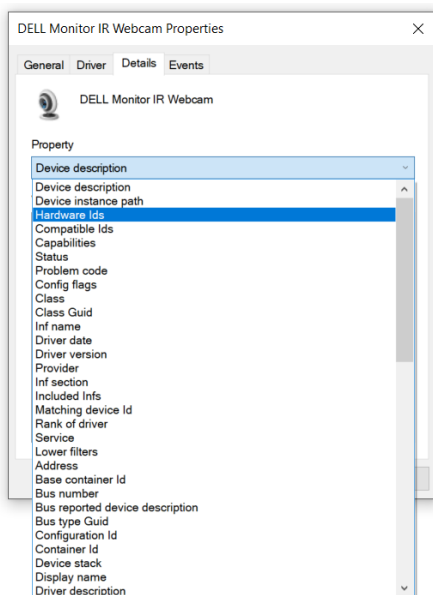 DELL Monitor IR Webcam Properties
General Driver Details Events
DELL Monitor IR Webcam
Property
Device description
Device description
Device instance path
Hardware Ids
Compatible Ids
Capabilities
Status
Problem code
Config flags
Class
Class Guid
Inf name
Driver date
Driver version
Provider
Inf section
Included Infs
Matching device Id
Rank of driver
Service
Lower filters
Address
Base container Id
Bus number
Bus reported device description
Bus type Guid
Configuration Id
Container Id
Device stack
Display name
Driver description